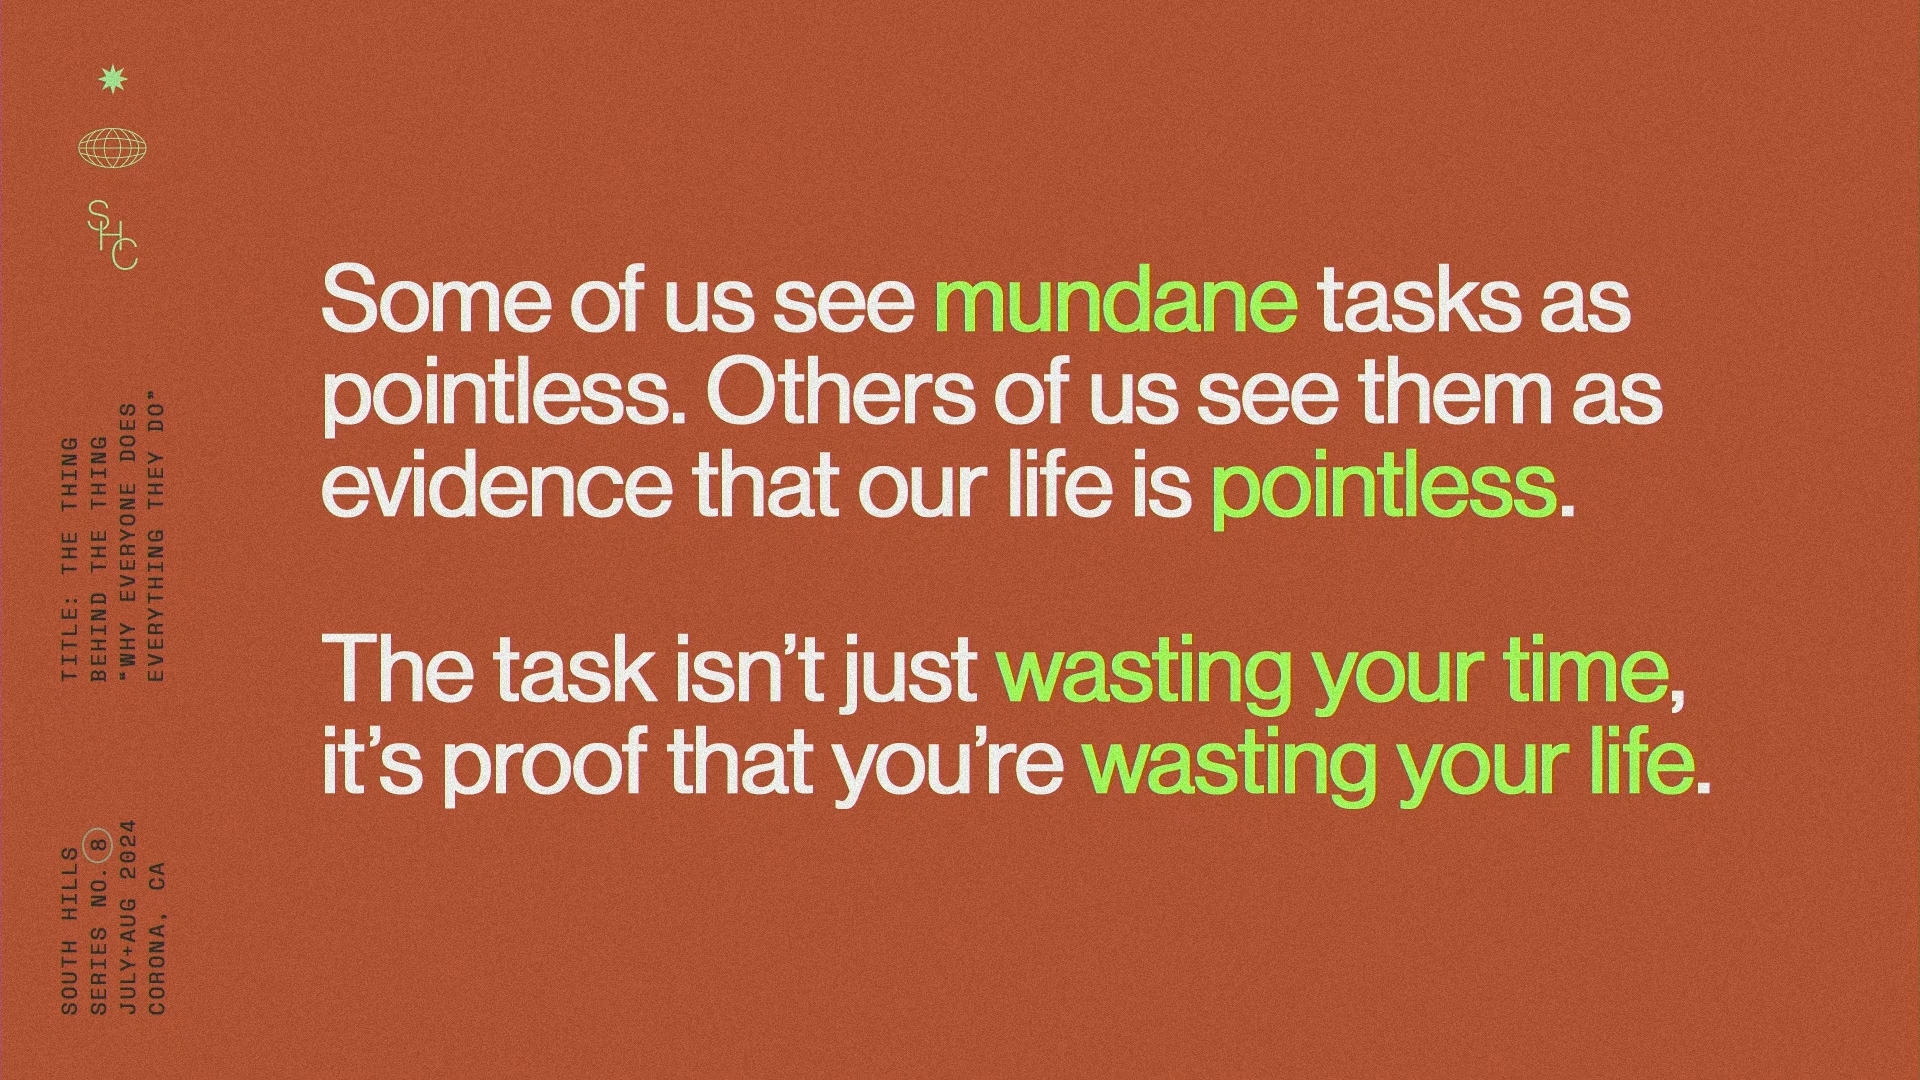 SHC
TITLE: THE THING
BEHIND THE THING
“WHY EVERYONE DOES
EVERYTHING THEY DO”
SOUTH HILLS
SERIES NO. 8
JULY+AUG 2024
CORONA, CA
Some of us see mundane tasks as
pointless. Others of us see them as
evidence that our life is pointless.
The task isn’t just wasting your time,
it’s proof that you’re wasting your life.